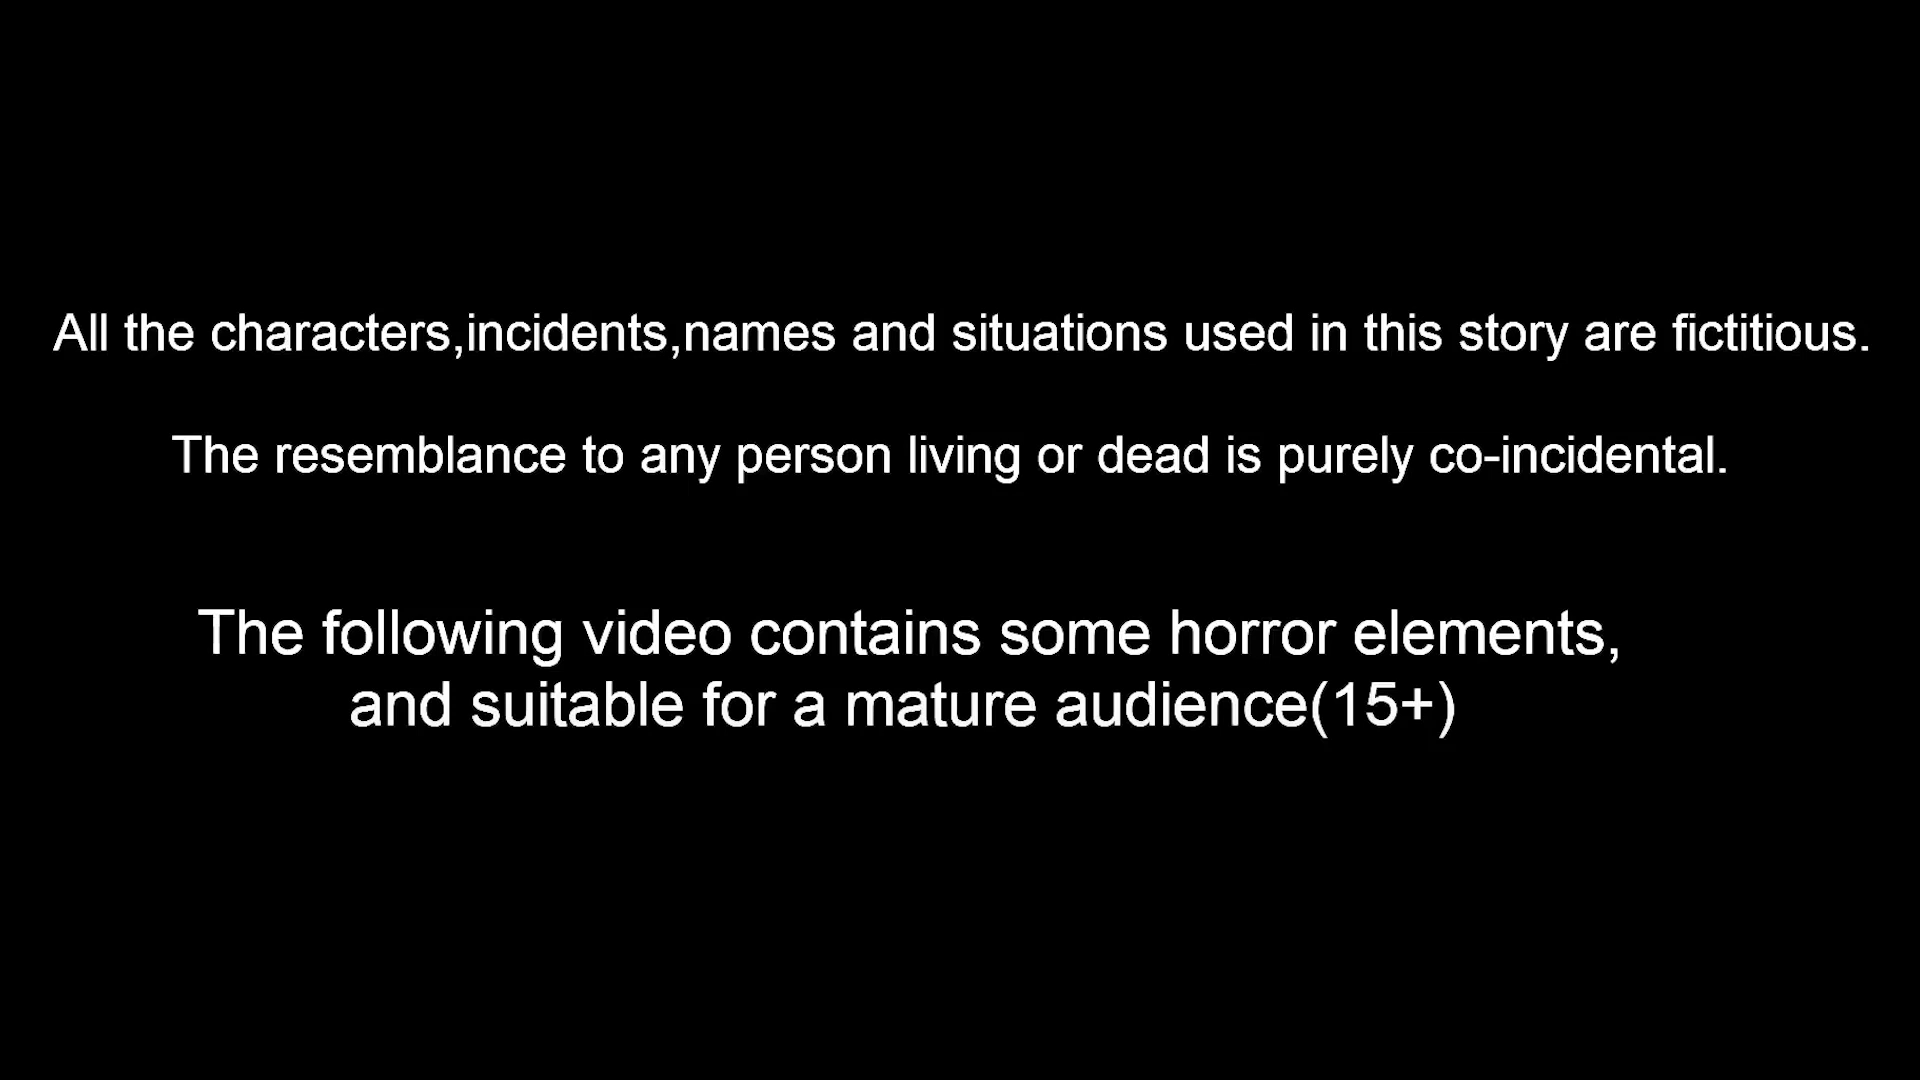 All the characters,incidents,names and situations used in this story are fictitious.
The resemblance to any person living or dead is purely co-incidental.
The following video contains some horror elements,
and suitable for a mature audience(15+)